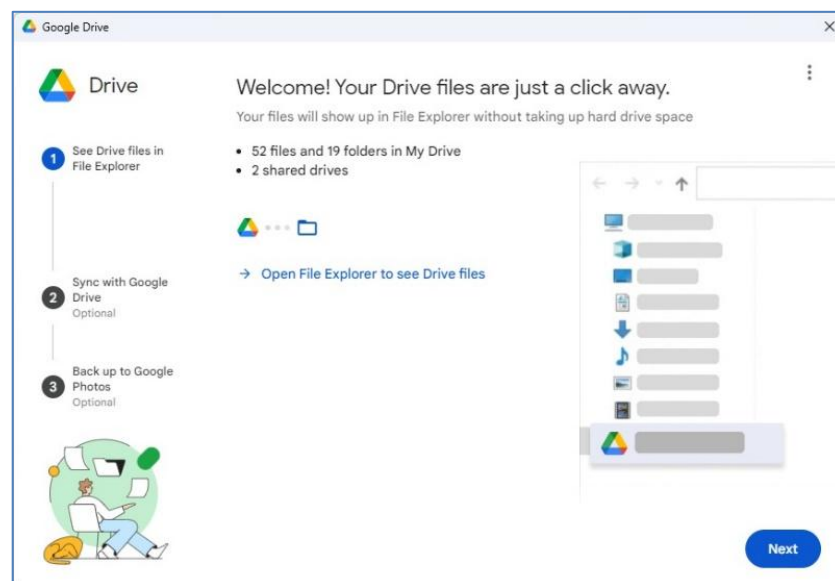 Google Drive
Drive
Welcome! Your Drive files are just a click away.
Your files will show up in File Explorer without taking up hard drive space
• 52 files and 19 folders in My Drive
• 2 shared drives
→ Open File Explorer to see Drive files
1
See Drive files in
File Explorer
2
Sync with Google
Drive
Optional
3
Back up to Google
Photos
Optional
Next